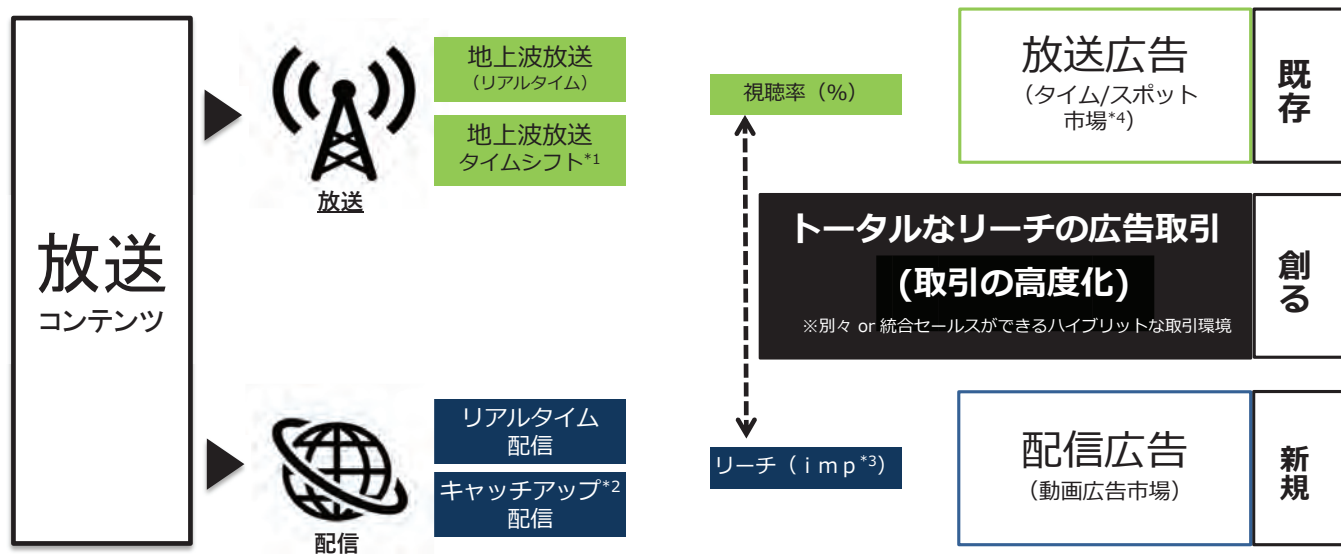 放送
コンテンツ
放送
地上波放送
（リアルタイム）
地上波放送
タイムシフト*1
配信
リアルタイム
配信
キャッチアップ*2
配信
視聴率（%）
リーチ（ｉｍｐ*3）
放送広告
（タイム/スポット
市場*4）
既存
トータルなリーチの広告取引
(取引の高度化)
※別々 or 統合セールスができるハイブリットな取引環境
創る
配信広告
（動画広告市場）
新規